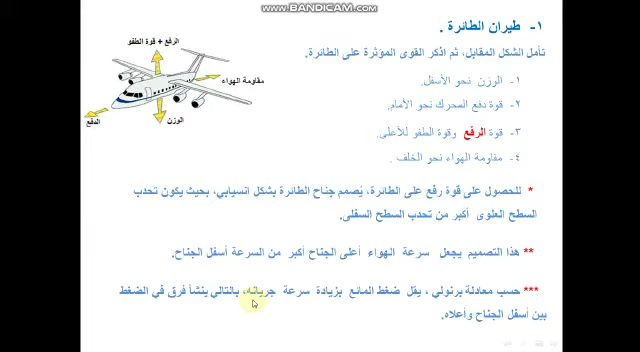 WWW.BANDICAM.COM
١- طيران الطائرة .
تأمل الشكل المقابل، ثم اذكر القوى المؤثرة على الطائرة.
الرفع + قوة الطفو
مقاومة الهواء
الدفع
الوزن
١- الوزن نحو الأسفل.
٢- قوة دفع المحرك نحو الأمام.
٣- قوة الرفع وقوة الطفو للأعلى.
٤- مقاومة الهواء نحو الخلف .
* للحصول على قوة رفع على الطائرة، يُصمم جناح الطائرة بشكل انسيابي، بحيث يكون تحدب
السطح العلوى أكبر من تحدب السطح السفلى.
** هذا التصميم يجعل سرعة الهواء أعلى الجناح أكبر من السرعة أسفل الجناح.
*** حسب معادلة برنولي ، يقل ضغط المائع بزيادة سرعة جريانه، بالتالي ينشأ فرق في الضغط
بين أسفل الجناح وأعلاه.